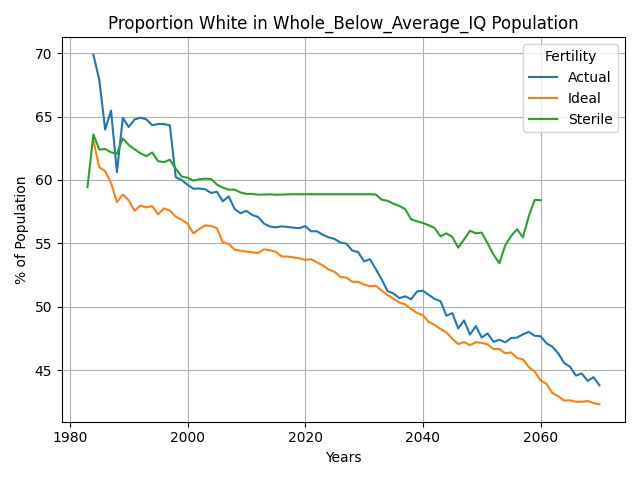 Proportion White in Whole_Below_Average_IQ Population
Fertility
Actual
Ideal
Sterile
% of Population
70
65
60
55
50
45
1980
2000
2020
2040
2060
Years